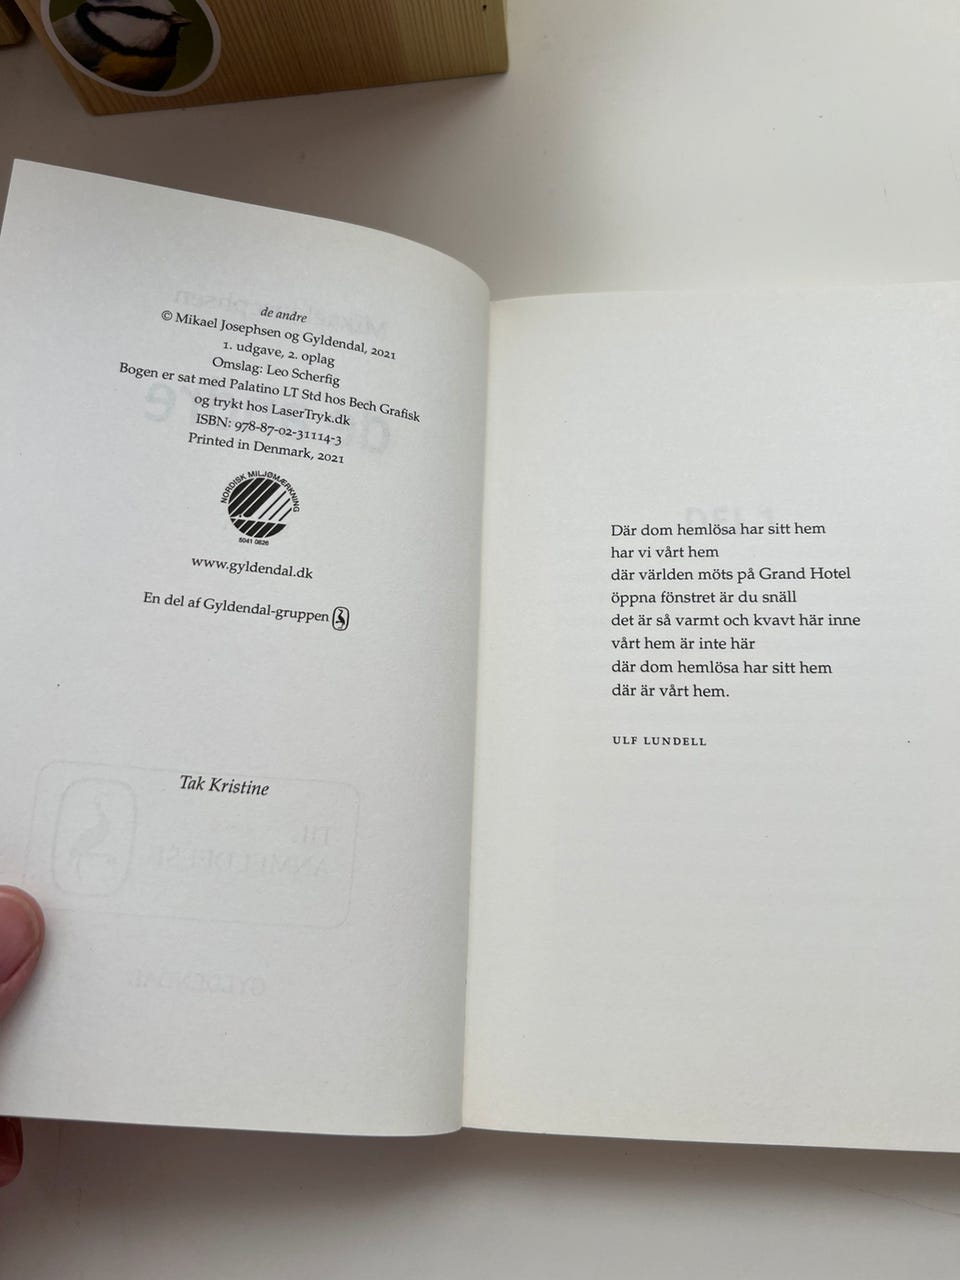 de andre
© Mikael Josephsen og Gyldendal, 2021
1. udgave, 2. oplag
Omslag: Leo Scherfig
Bogen er sat med Palatino LT Std hos Bech Grafisk
og trykt hos LaserTryk.dk
ISBN: 978-87-02-31114-3
Printed in Denmark, 2021
NORDISK MILJØMÆRKNING
5041 0826
www.gyldendal.dk
En del af Gyldendal-gruppen
Tak Kristine
Där dom hemlösa har sitt hem
har vi vårt hem
där världen möts på Grand Hotel
öppna fönstret är du snäll
det är så varmt och kvavt här inne
vårt hem är inte här
där dom hemlösa har sitt hem
där är vårt hem.
ULF LUNDELL